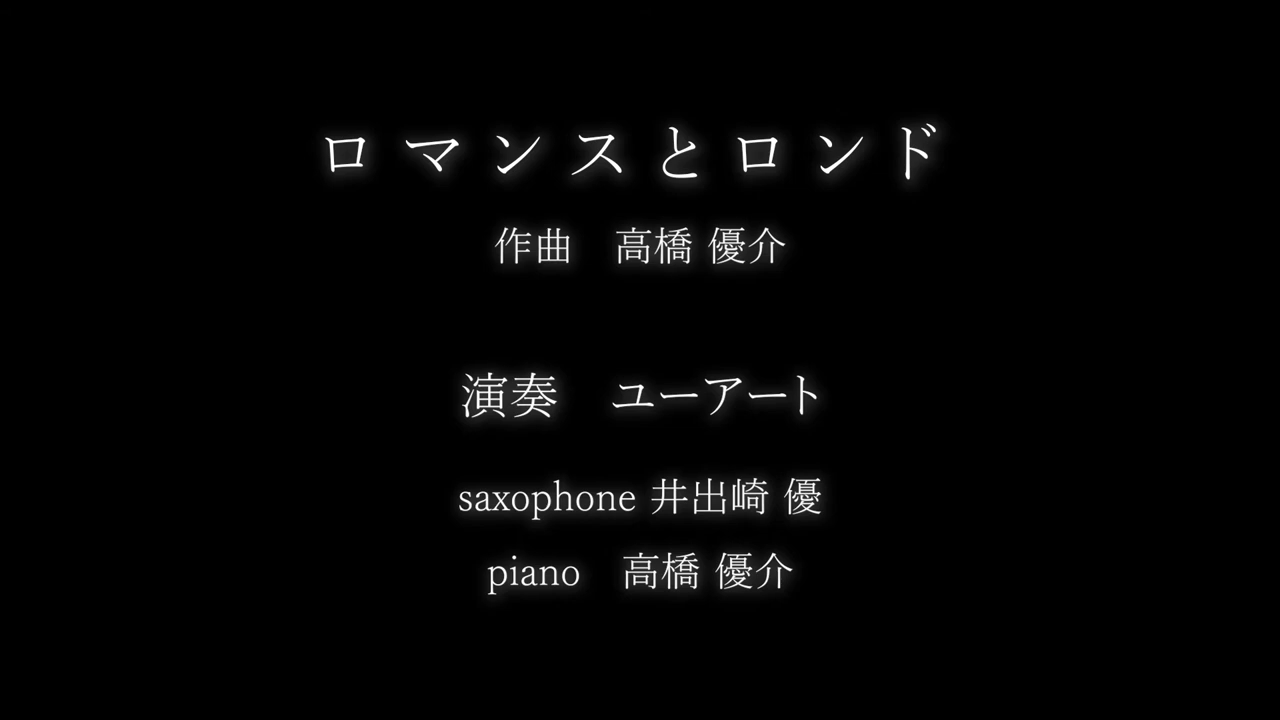 ロマンスとロンド
作曲　高橋 優介
演奏　ユーアート
saxophone 井出崎 優
piano　高橋 優介